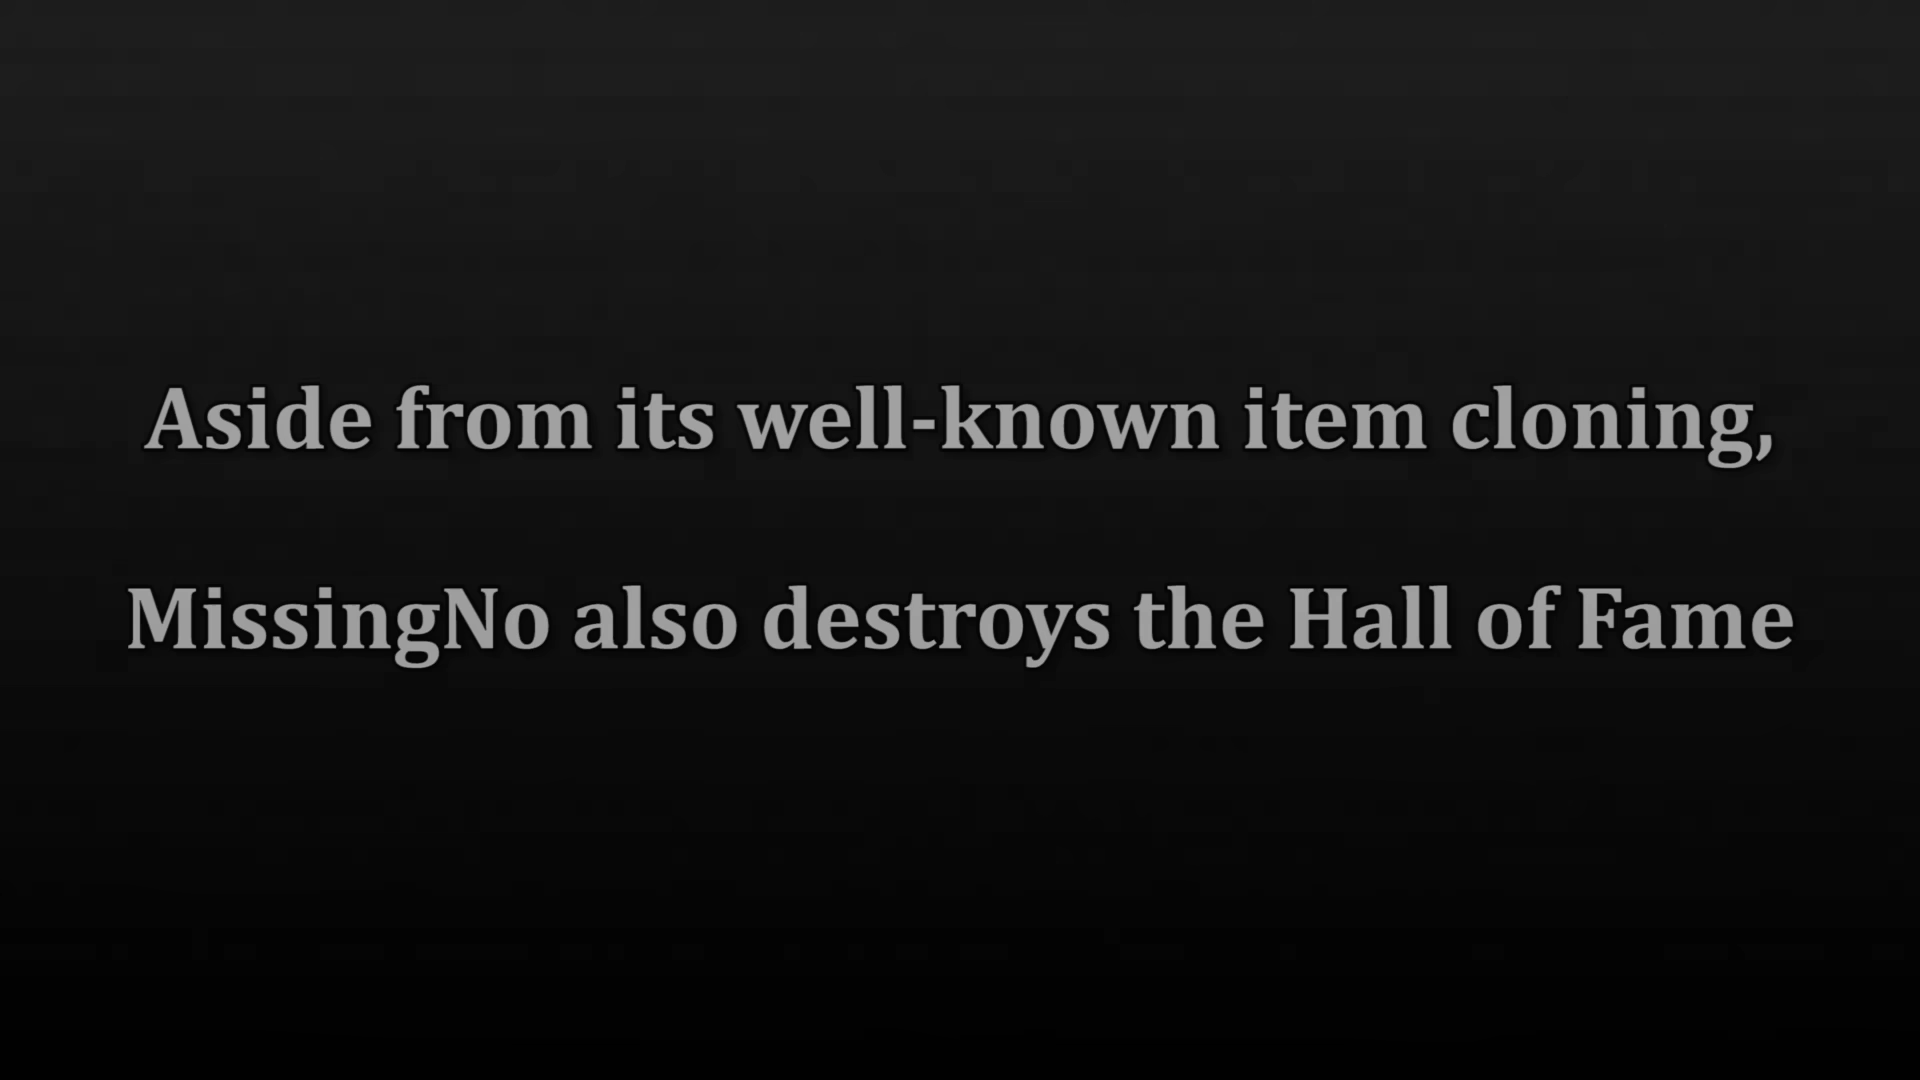 Aside from its well-known item cloning,
MissingNo also destroys the Hall of Fame